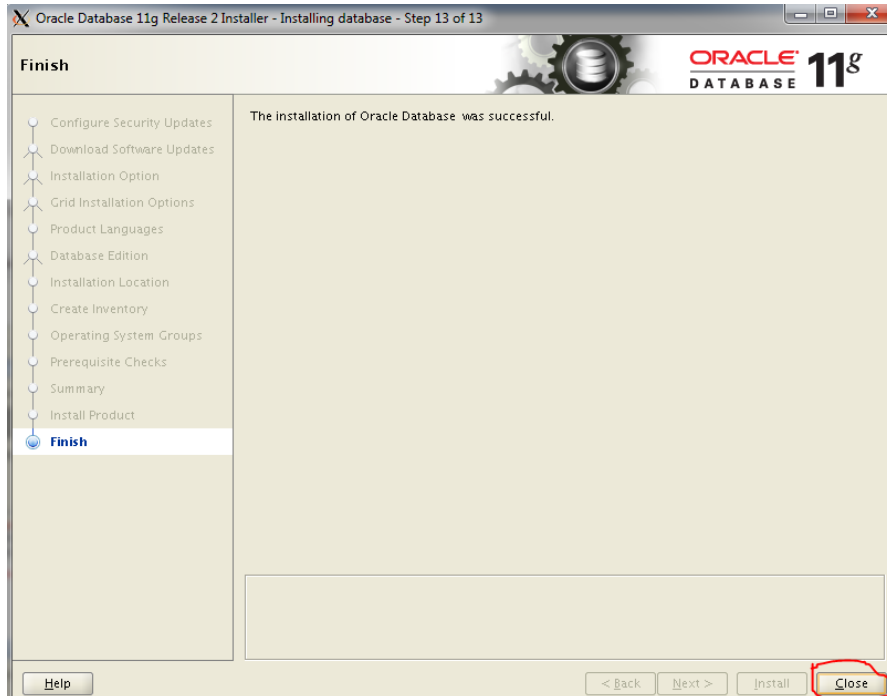 Oracle Database 11g Release 2 Installer - Installing database - Step 13 of 13
Finish
ORACLE
DATABASE
11g
Configure Security Updates
Download Software Updates
Installation Option
Grid Installation Options
Product Languages
Database Edition
Installation Location
Create Inventory
Operating System Groups
Prerequisite Checks
Summary
Install Product
Finish
The installation of Oracle Database was successful.
Help
< Back
Next >
Install
Close